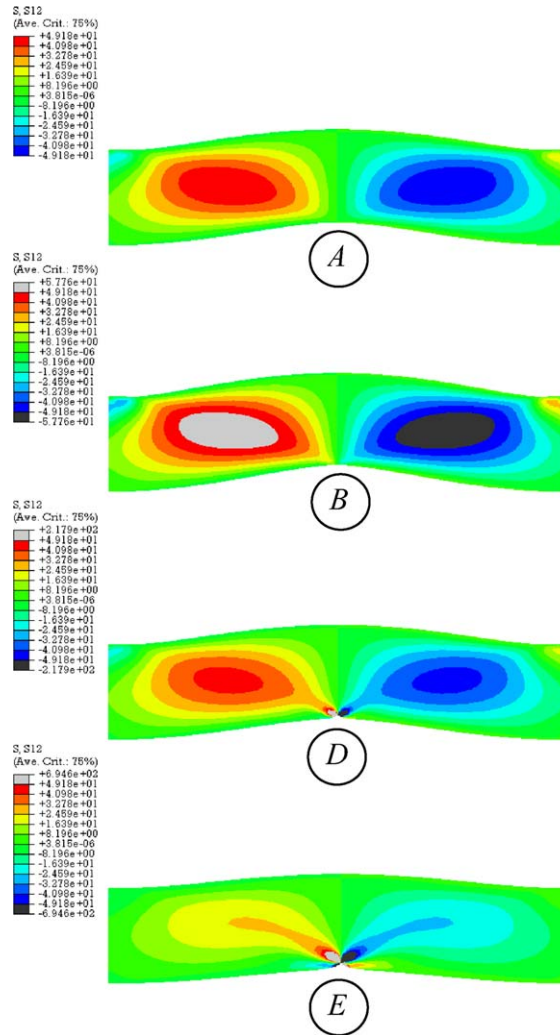 S, S12
(Ave. Crit.: 75%)
+4.918e+01
+4.098e+01
+3.278e+01
+2.459e+01
+1.639e+01
+8.196e+00
+3.815e-06
-8.196e+00
-1.639e+01
-2.459e+01
-3.278e+01
-4.098e+01
-4.918e+01
A
S, S12
(Ave. Crit.: 75%)
+5.776e+01
+4.918e+01
+4.098e+01
+3.278e+01
+2.459e+01
+1.639e+01
+8.196e+00
+3.815e-06
-8.196e+00
-1.639e+01
-2.459e+01
-3.278e+01
-4.098e+01
-4.918e+01
-5.776e+01
B
S, S12
(Ave. Crit.: 75%)
+2.179e+02
+4.918e+01
+4.098e+01
+3.278e+01
+2.459e+01
+1.639e+01
+8.196e+00
+3.815e-06
-8.196e+00
-1.639e+01
-2.459e+01
-3.278e+01
-4.098e+01
-4.918e+01
-2.179e+02
D
S, S12
(Ave. Crit.: 75%)
+6.946e+02
+4.918e+01
+4.098e+01
+3.278e+01
+2.459e+01
+1.639e+01
+8.196e+00
+3.815e-06
-8.196e+00
-1.639e+01
-2.459e+01
-3.278e+01
-4.098e+01
-4.918e+01
-6.946e+02
E